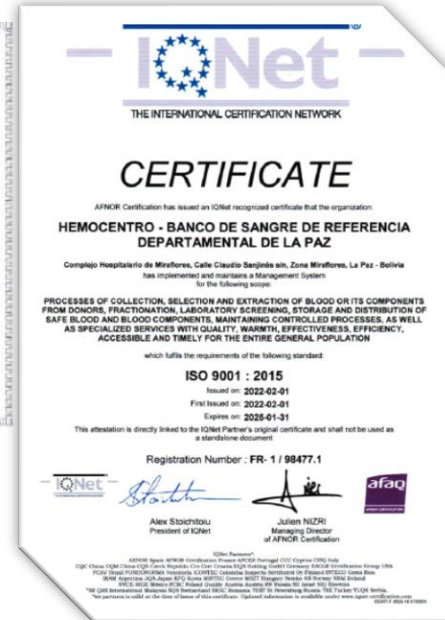 IQNet
THE INTERNATIONAL CERTIFICATION NETWORK
CERTIFICATE
AFNOR Certification has issued an IQNet recognized certificate that the organization:
HEMOCENTRO - BANCO DE SANGRE DE REFERENCIA
DEPARTAMENTAL DE LA PAZ
Complejo Hospitalario de Miraflores, Calle Claudio Sanjinés s/n, Zona Miraflores, La Paz - Bolivia
has implemented and maintains a Management System
for the following scope:
PROCESSES OF COLLECTION, SELECTION AND EXTRACTION OF BLOOD OR ITS COMPONENTS
FROM DONORS, FRACTIONATION, LABORATORY SCREENING, STORAGE AND DISTRIBUTION OF
SAFE BLOOD AND BLOOD COMPONENTS, MAINTAINING CONTROLLED PROCESSES, AS WELL
AS SPECIALIZED SERVICES WITH QUALITY, WARMTH, EFFECTIVENESS, EFFICIENCY,
ACCESSIBLE AND TIMELY FOR THE ENTIRE GENERAL POPULATION
which fulfils the requirements of the following standard:
ISO 9001 : 2015
Issued on: 2022-02-01
First issued on: 2022-02-01
Expires on: 2025-01-31
This attestation is directly linked to the IQNet Partner's original certificate and shall not be used as
a standalone document
Registration Number : FR- 1 / 98477.1
IQNet
afaq
Alex Stoichitoiu
President of IQNet
Julien NIZRI
Managing Director
of AFNOR Certification
IQNet Partners*: